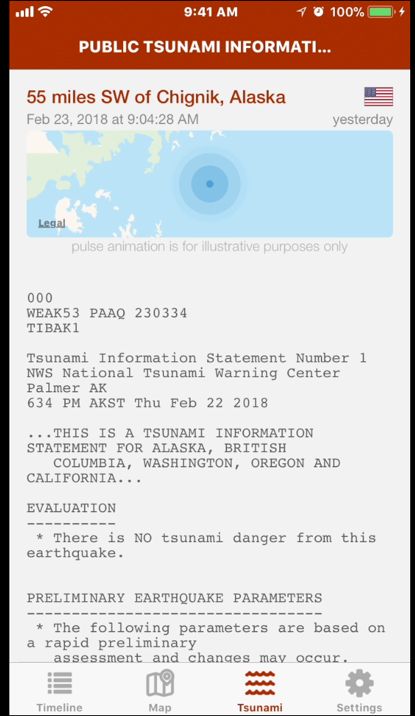 9:41 AM
100%
PUBLIC TSUNAMI INFORMATI...
55 miles SW of Chignik, Alaska
Feb 23, 2018 at 9:04:28 AM
yesterday
Legal
pulse animation is for illustrative purposes only
000
WEAK53 PAAQ 230334
TIBAK1
Tsunami Information Statement Number 1
NWS National Tsunami Warning Center
Palmer AK
634 PM AKST Thu Feb 22 2018
...THIS IS A TSUNAMI INFORMATION
STATEMENT FOR ALASKA, BRITISH
COLUMBIA, WASHINGTON, OREGON AND
CALIFORNIA...
EVALUATION
----------
* There is NO tsunami danger from this
earthquake.
PRELIMINARY EARTHQUAKE PARAMETERS
---------------------------------
* The following parameters are based on
a rapid preliminary
assessment and changes may occur.
Timeline
Map
Tsunami
Settings